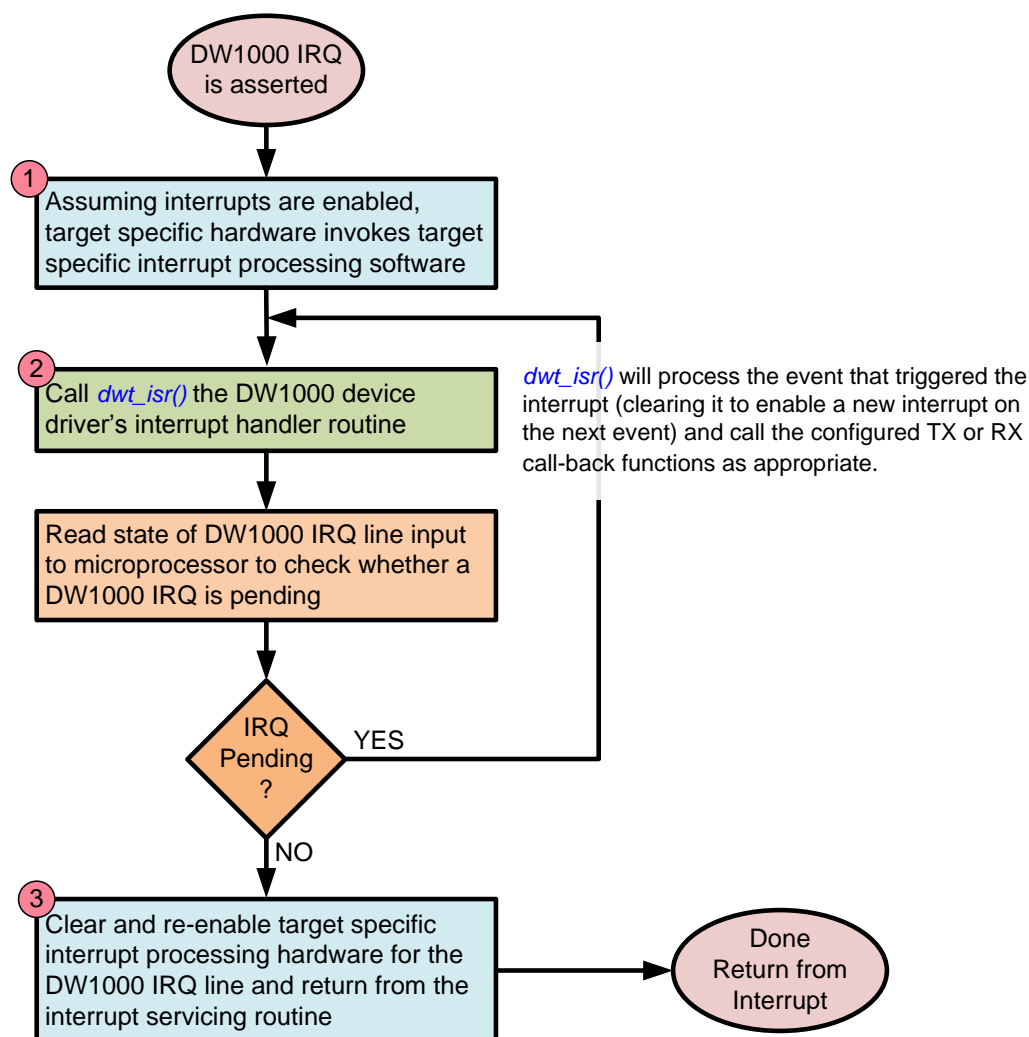 DW1000 IRQ
is asserted
1
Assuming interrupts are enabled,
target specific hardware invokes target
specific interrupt processing software
2
Call dwt_isr() the DW1000 device
driver's interrupt handler routine
dwt_isr() will process the event that triggered the
interrupt (clearing it to enable a new interrupt on
the next event) and call the configured TX or RX
call-back functions as appropriate.
Read state of DW1000 IRQ line input
to microprocessor to check whether a
DW1000 IRQ is pending
IRQ
Pending
?
YES
NO
3
Clear and re-enable target specific
interrupt processing hardware for the
DW1000 IRQ line and return from the
interrupt servicing routine
Done
Return from
Interrupt